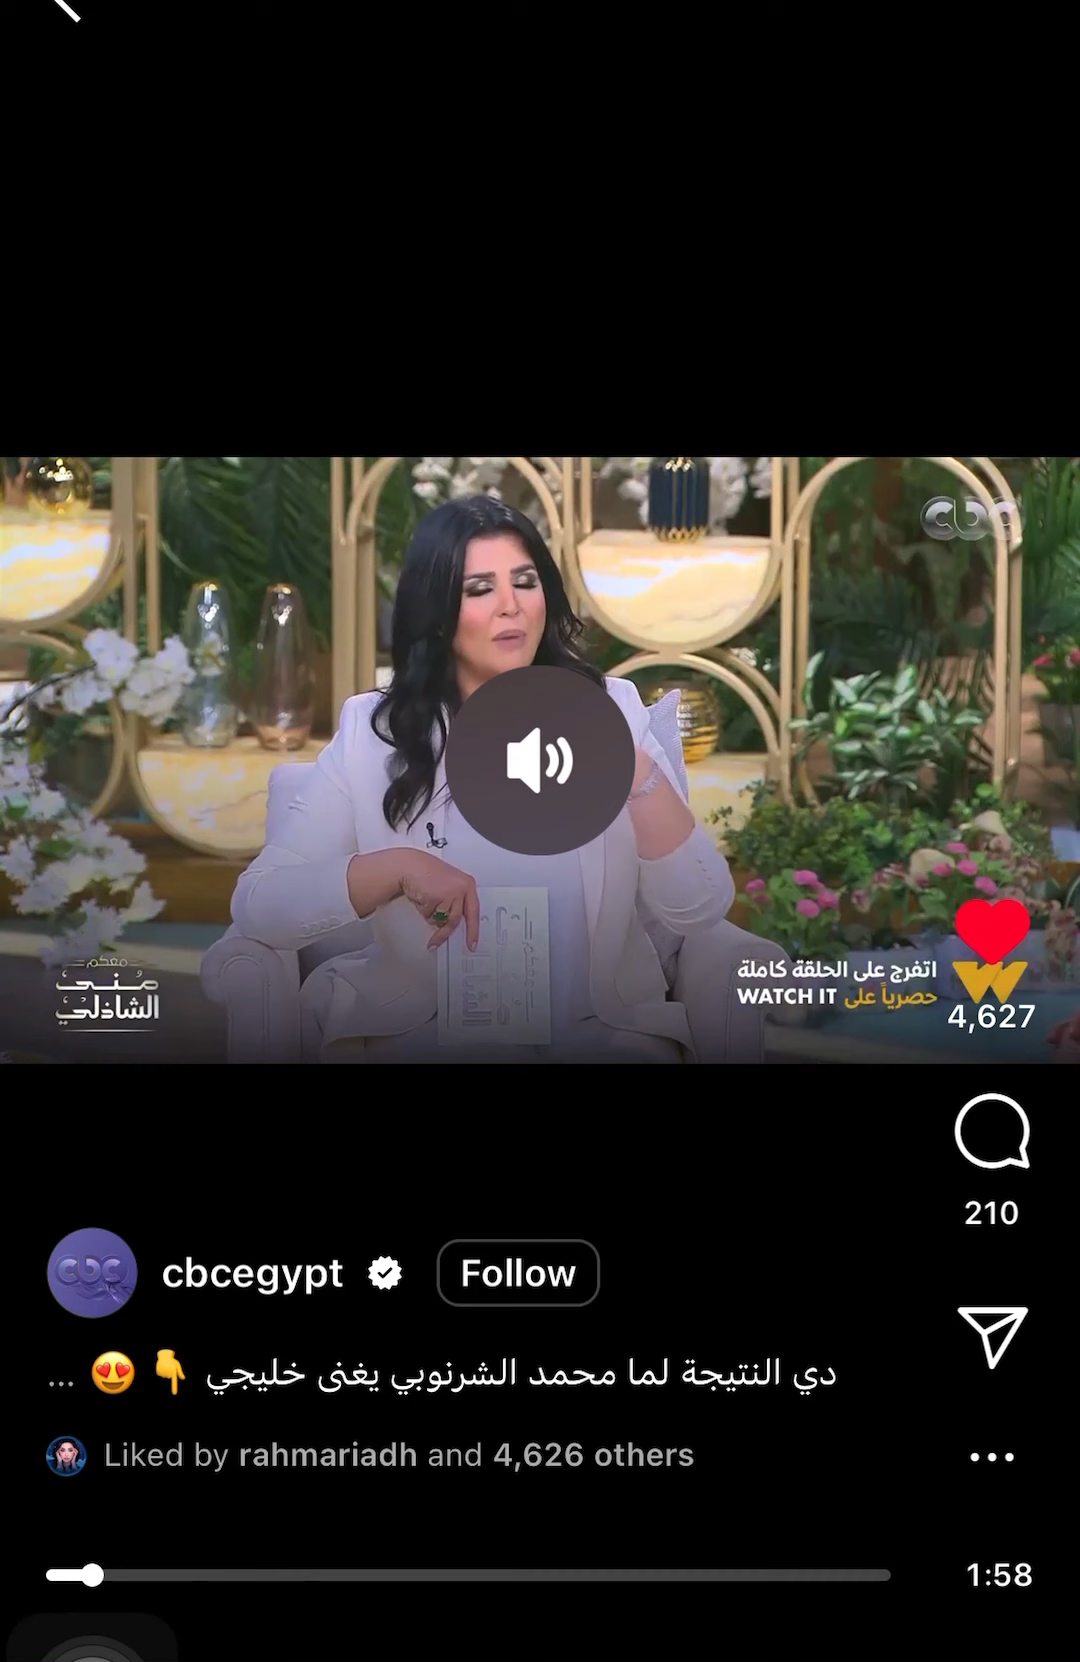 cbc
معكم
منى
الشاذلي
اتفرج على الحلقة كاملة
حصرياً على WATCH IT
4,627
210
cbc
cbcegypt
Follow
دي النتيجة لما محمد الشرنوبي يغنى خليجي 👇 😍 ...
Liked by rahmariadh and 4,626 others
1:58